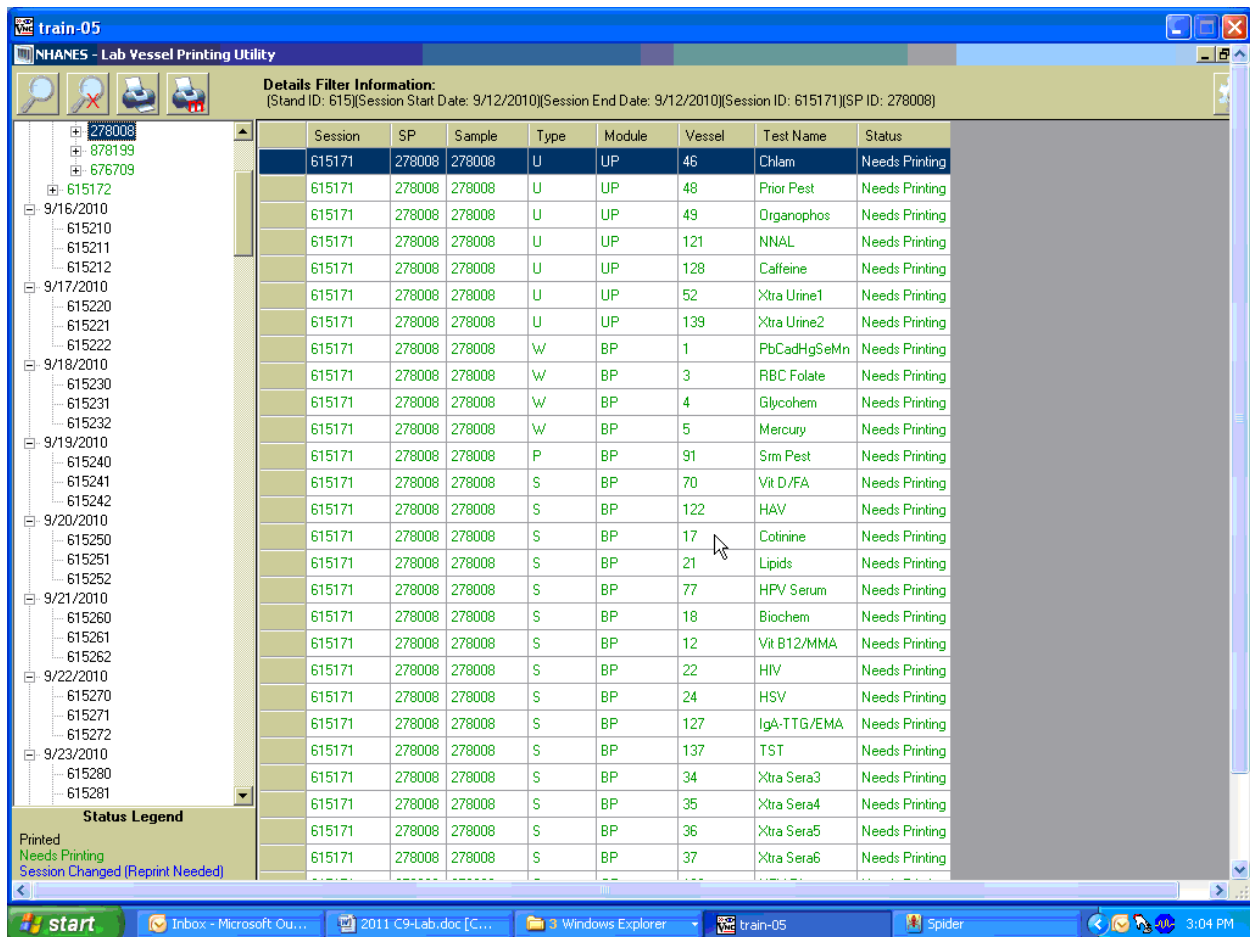 train-05
NHANES - Lab Vessel Printing Utility
Details Filter Information:
(Stand ID: 615)(Session Start Date: 9/12/2010)(Session End Date: 9/12/2010)(Session ID: 615171)(SP ID: 278008)
278008
878199
676709
615172
9/16/2010
615210
615211
615212
9/17/2010
615220
615221
615222
9/18/2010
615230
615231
615232
9/19/2010
615240
615241
615242
9/20/2010
615250
615251
615252
9/21/2010
615260
615261
615262
9/22/2010
615270
615271
615272
9/23/2010
615280
615281
Status Legend
Printed
Needs Printing
Session Changed (Reprint Needed)
Session SP Sample Type Module Vessel Test Name Status
615171 278008 278008 U UP 46 Chlam Needs Printing
615171 278008 278008 U UP 48 Prior Pest Needs Printing
615171 278008 278008 U UP 49 Organophos Needs Printing
615171 278008 278008 U UP 121 NNAL Needs Printing
615171 278008 278008 U UP 128 Caffeine Needs Printing
615171 278008 278008 U UP 52 Xtra Urine1 Needs Printing
615171 278008 278008 U UP 139 Xtra Urine2 Needs Printing
615171 278008 278008 W BP 1 PbCadHgSeMn Needs Printing
615171 278008 278008 W BP 3 RBC Folate Needs Printing
615171 278008 278008 W BP 4 Glycohem Needs Printing
615171 278008 278008 W BP 5 Mercury Needs Printing
615171 278008 278008 P BP 91 Srm Pest Needs Printing
615171 278008 278008 S BP 70 Vit D/FA Needs Printing
615171 278008 278008 S BP 122 HAV Needs Printing
615171 278008 278008 S BP 17 Cotinine Needs Printing
615171 278008 278008 S BP 21 Lipids Needs Printing
615171 278008 278008 S BP 77 HPV Serum Needs Printing
615171 278008 278008 S BP 18 Biochem Needs Printing
615171 278008 278008 S BP 12 Vit B12/MMA Needs Printing
615171 278008 278008 S BP 22 HIV Needs Printing
615171 278008 278008 S BP 24 HSV Needs Printing
615171 278008 278008 S BP 127 IgA-TTG/EMA Needs Printing
615171 278008 278008 S BP 137 TST Needs Printing
615171 278008 278008 S BP 34 Xtra Sera3 Needs Printing
615171 278008 278008 S BP 35 Xtra Sera4 Needs Printing
615171 278008 278008 S BP 36 Xtra Sera5 Needs Printing
615171 278008 278008 S BP 37 Xtra Sera6 Needs Printing
start Inbox - Microsoft Ou... 2011 C9-Lab.doc [C... 3 Windows Explorer train-05 Spider 3:04 PM